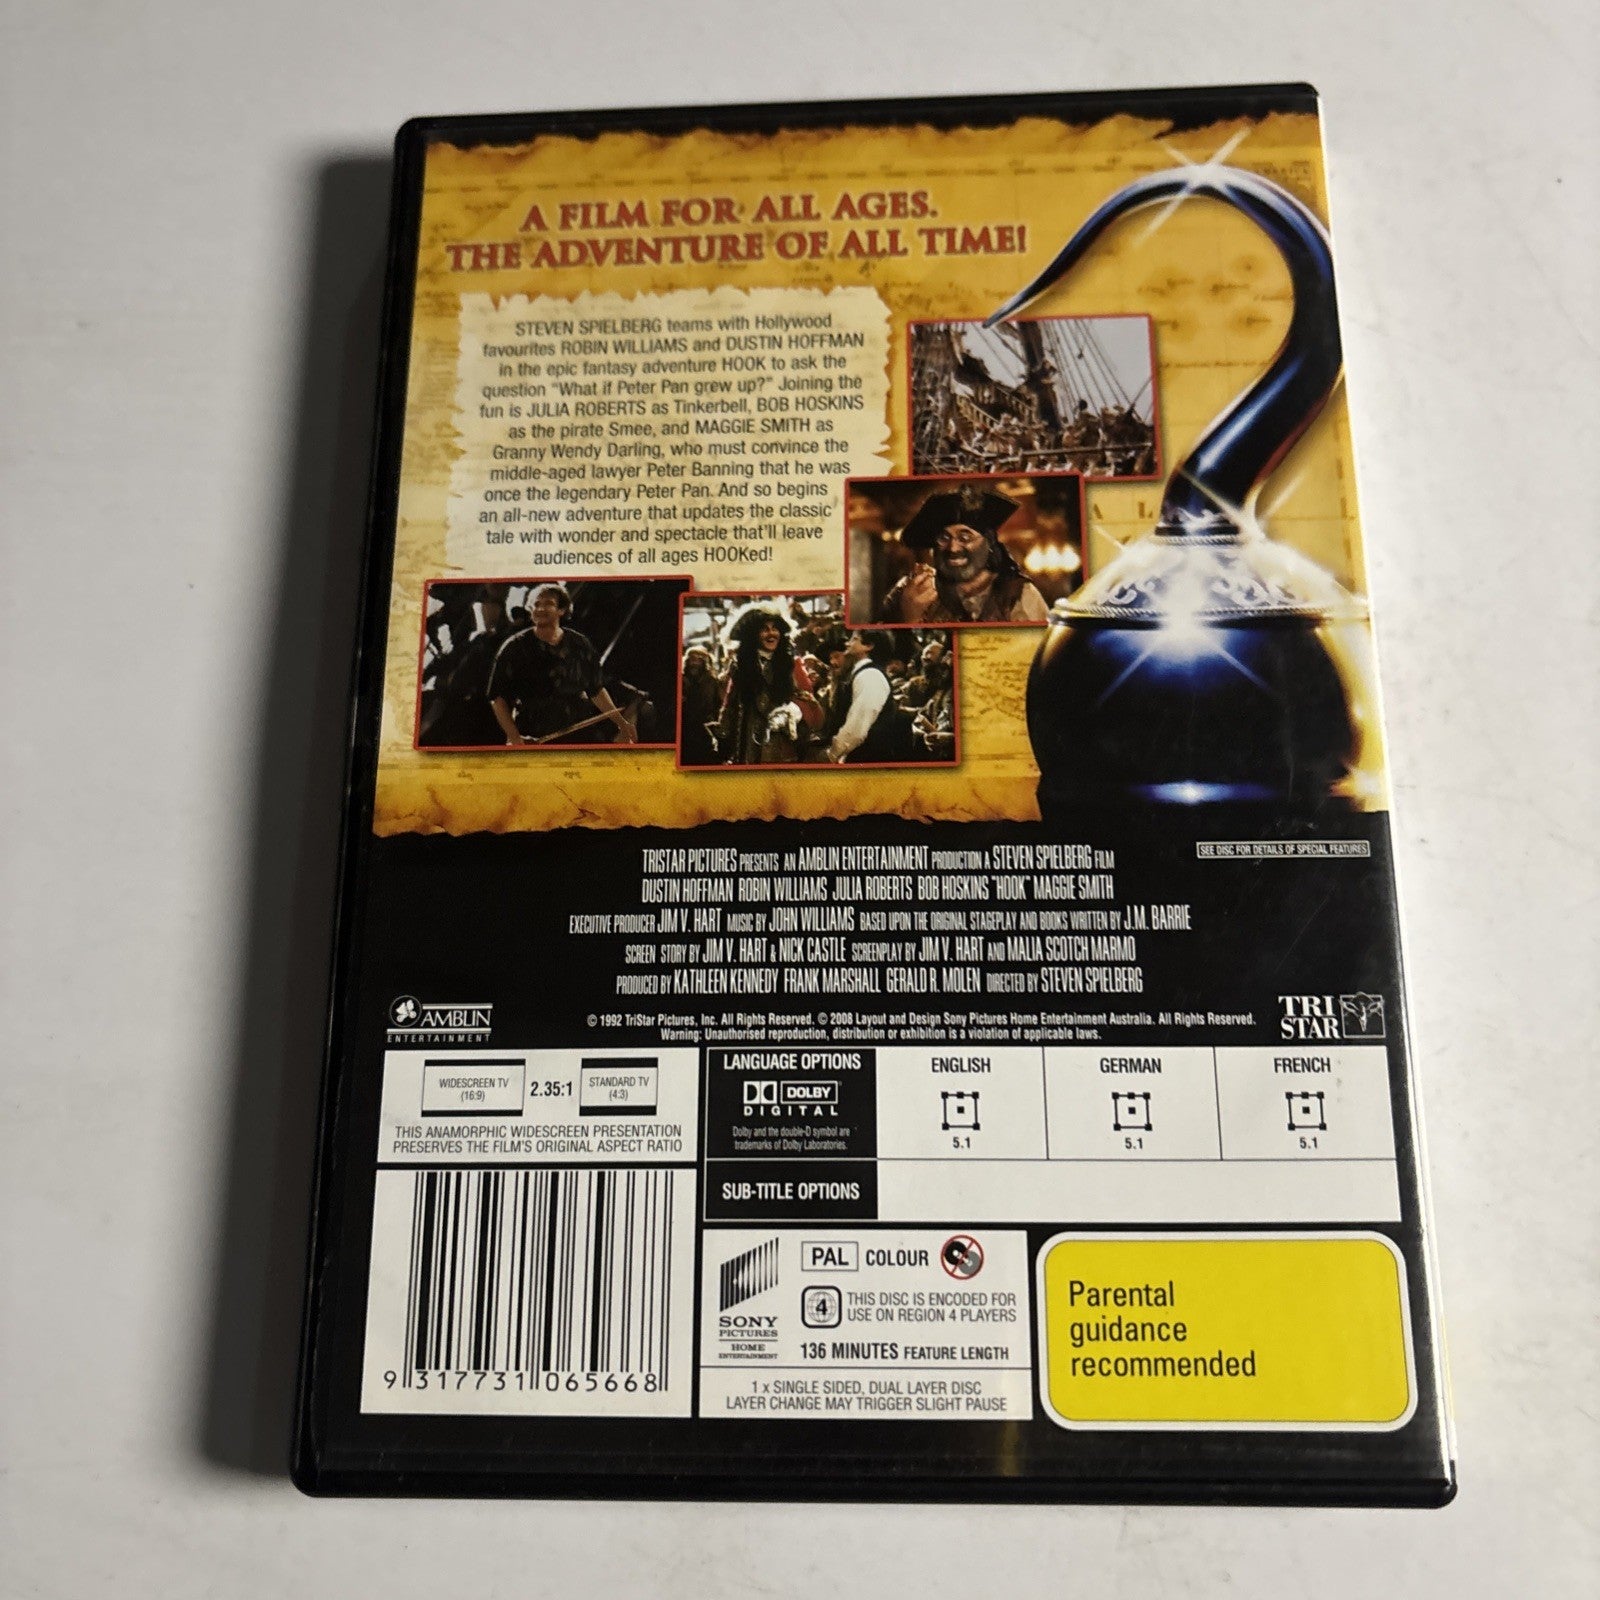 A FILM FOR ALL AGES.
THE ADVENTURE OF ALL TIME!
STEVEN SPIELBERG teams with Hollywood
favourites ROBIN WILLIAMS and DUSTIN HOFFMAN
in the epic fantasy adventure HOOK to ask the
question "What if Peter Pan grew up?" Joining the
fun is JULIA ROBERTS as Tinkerbell, BOB HOSKINS
as the pirate Smee, and MAGGIE SMITH as
Granny Wendy Darling, who must convince the
middle-aged lawyer Peter Banning that he was
once the legendary Peter Pan. And so begins
an all-new adventure that updates the classic
tale with wonder and spectacle that'll leave
audiences of all ages HOOKed!
SEE DISC FOR DETAILS OF SPECIAL FEATURES
TRISTAR PICTURES PRESENTS AN AMBLIN ENTERTAINMENT PRODUCTION A STEVEN SPIELBERG FILM
DUSTIN HOFFMAN ROBIN WILLIAMS JULIA ROBERTS BOB HOSKINS "HOOK" MAGGIE SMITH
EXECUTIVE PRODUCER JIM V. HART MUSIC BY JOHN WILLIAMS BASED UPON THE ORIGINAL STAGEPLAY AND BOOKS WRITTEN BY J.M. BARRIE
SCREEN STORY BY JIM V. HART & NICK CASTLE SCREENPLAY BY JIM V. HART AND MALIA SCOTCH MARMO
PRODUCED BY KATHLEEN KENNEDY FRANK MARSHALL GERALD R. MOLEN DIRECTED BY STEVEN SPIELBERG
AMBLIN
ENTERTAINMENT
© 1992 TriStar Pictures, Inc. All Rights Reserved. © 2008 Layout and Design Sony Pictures Home Entertainment Australia. All Rights Reserved.
Warning: Unauthorised reproduction, distribution or exhibition is a violation of applicable laws.
TRI
STAR
WIDESCREEN TV
(16:9)
2.35:1
STANDARD TV
(4:3)
THIS ANAMORPHIC WIDESCREEN PRESENTATION
PRESERVES THE FILM'S ORIGINAL ASPECT RATIO
LANGUAGE OPTIONS
DOLBY
DIGITAL
Dolby and the double-D symbol are
trademarks of Dolby Laboratories.
ENGLISH
5.1
GERMAN
5.1
FRENCH
5.1
SUB-TITLE OPTIONS
9 317731 065668
SONY
PICTURES
HOME
ENTERTAINMENT
PAL COLOUR
4
THIS DISC IS ENCODED FOR
USE ON REGION 4 PLAYERS
136 MINUTES FEATURE LENGTH
1 x SINGLE SIDED, DUAL LAYER DISC
LAYER CHANGE MAY TRIGGER SLIGHT PAUSE
Parental
guidance
recommended